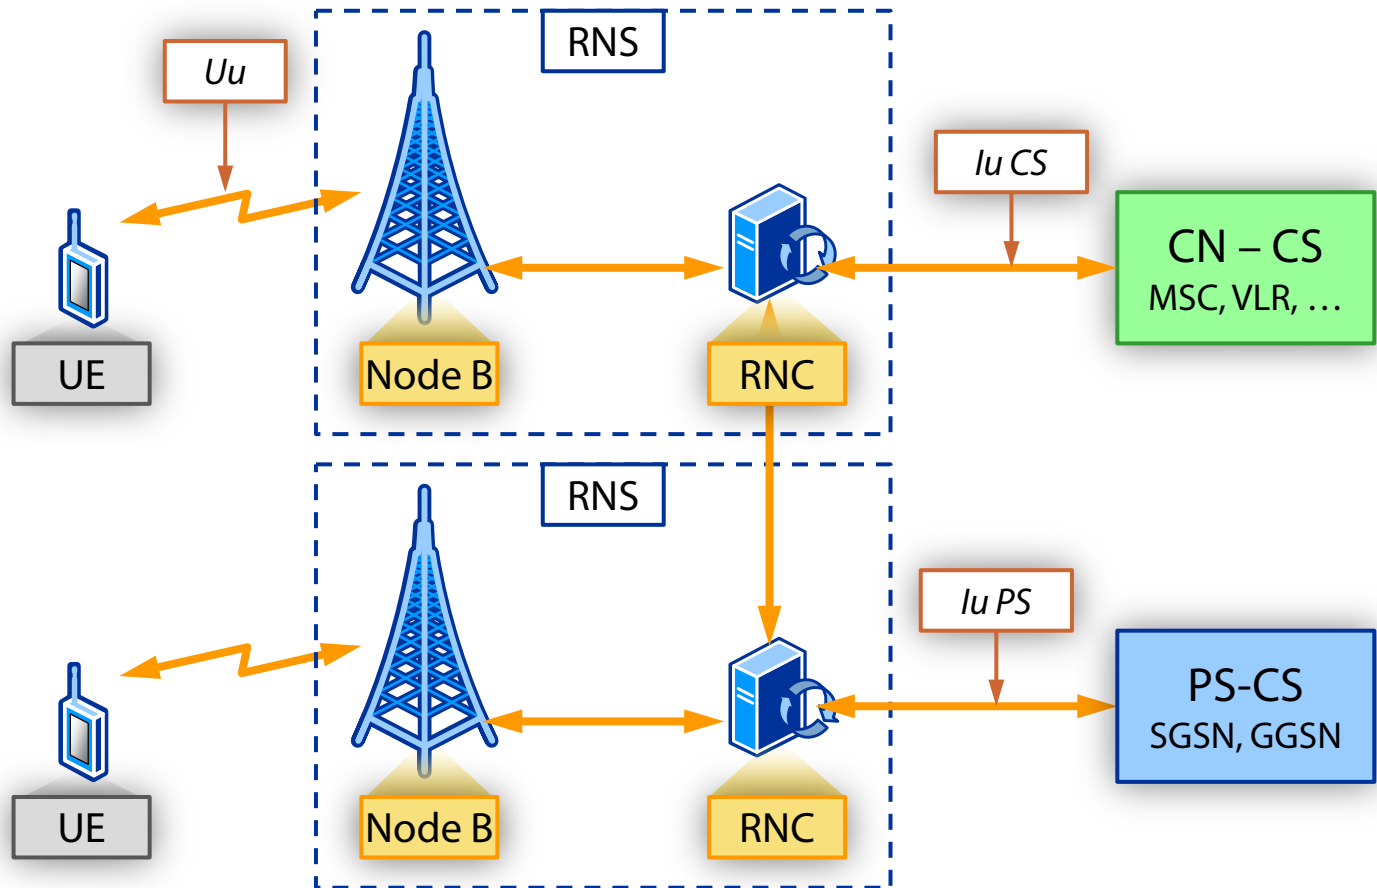 RNS
Uu
Iu CS
CN – CS
MSC, VLR, …
UE
Node B
RNC
RNS
Iu PS
PS-CS
SGSN, GGSN
UE
Node B
RNC